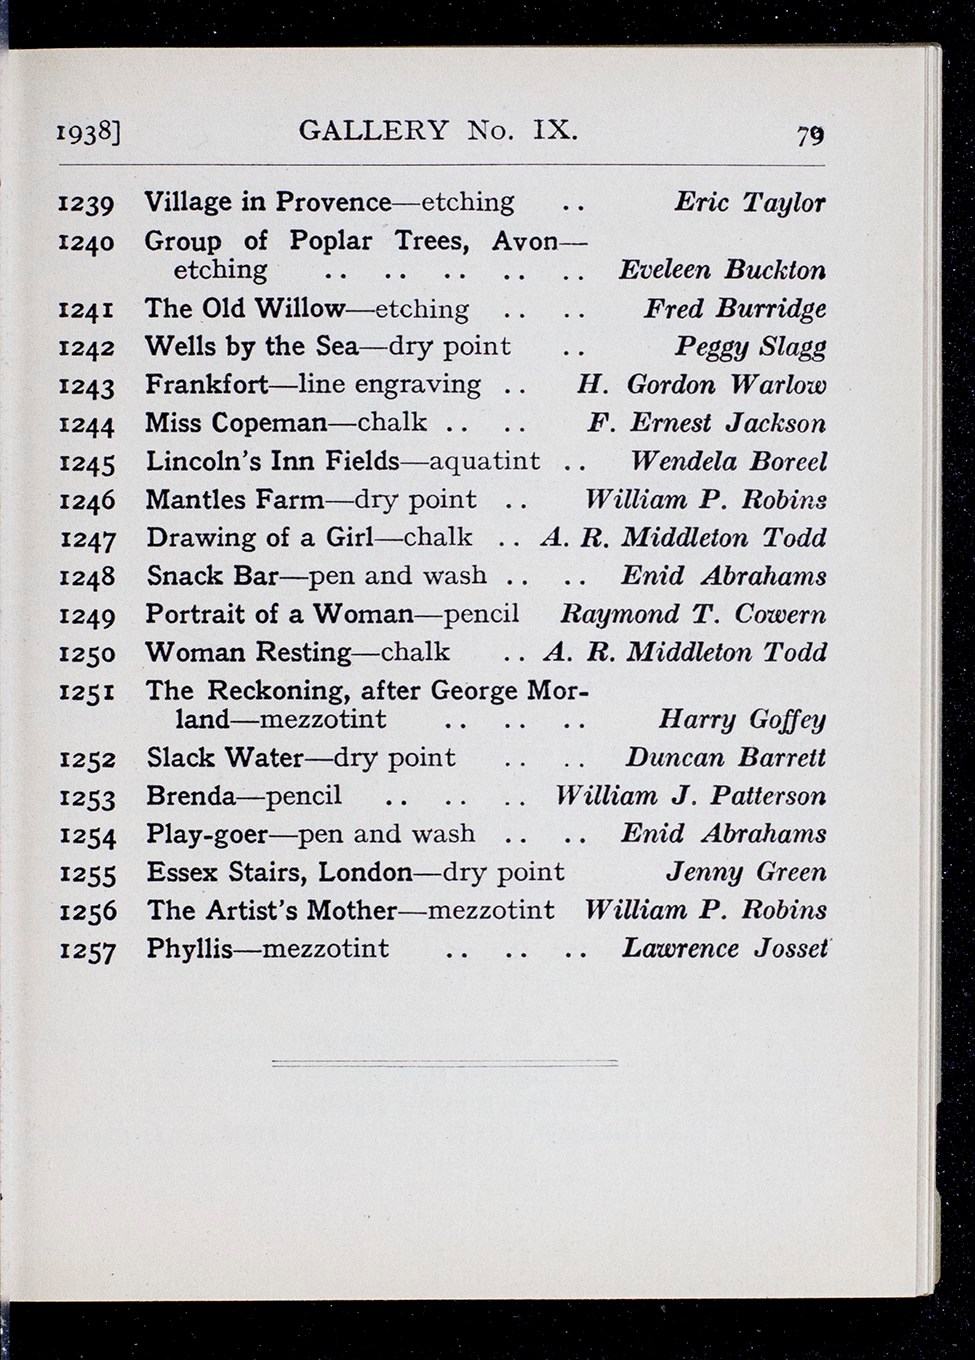 1938] GALLERY No. IX. 79
1239 Village in Provence—etching .. Eric Taylor
1240 Group of Poplar Trees, Avon—
etching .. .. .. .. .. Eveleen Buckton
1241 The Old Willow—etching .. .. Fred Burridge
1242 Wells by the Sea—dry point .. Peggy Slagg
1243 Frankfort—line engraving .. H. Gordon Warlow
1244 Miss Copeman—chalk .. .. F. Ernest Jackson
1245 Lincoln's Inn Fields—aquatint .. Wendela Boreel
1246 Mantles Farm—dry point .. William P. Robins
1247 Drawing of a Girl—chalk .. A. R. Middleton Todd
1248 Snack Bar—pen and wash .. .. Enid Abrahams
1249 Portrait of a Woman—pencil Raymond T. Cowern
1250 Woman Resting—chalk .. A. R. Middleton Todd
1251 The Reckoning, after George Mor-
land—mezzotint .. .. .. Harry Goffey
1252 Slack Water—dry point .. .. Duncan Barrett
1253 Brenda—pencil .. .. .. William J. Patterson
1254 Play-goer—pen and wash .. .. Enid Abrahams
1255 Essex Stairs, London—dry point Jenny Green
1256 The Artist's Mother—mezzotint William P. Robins
1257 Phyllis—mezzotint .. .. .. Lawrence Josset